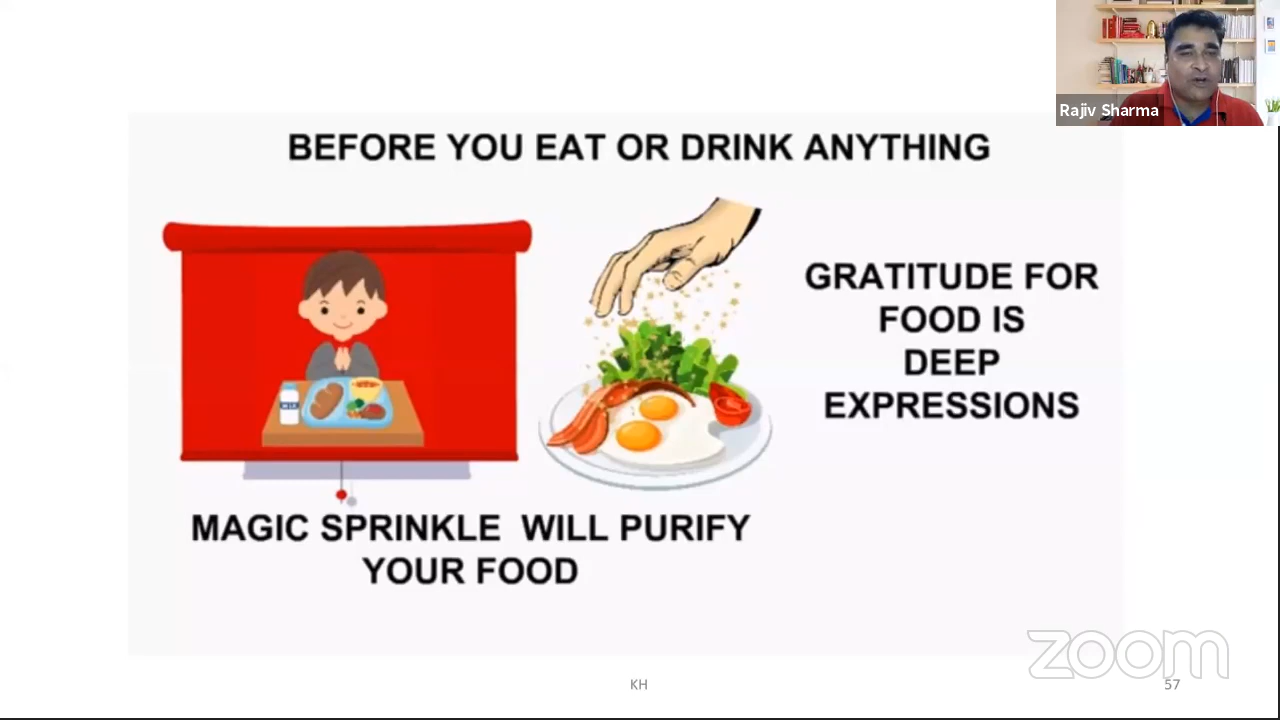 Rajiv Sharma
BEFORE YOU EAT OR DRINK ANYTHING
GRATITUDE FOR
FOOD IS
DEEP
EXPRESSIONS
MAGIC SPRINKLE WILL PURIFY
YOUR FOOD
zoom
KH
57